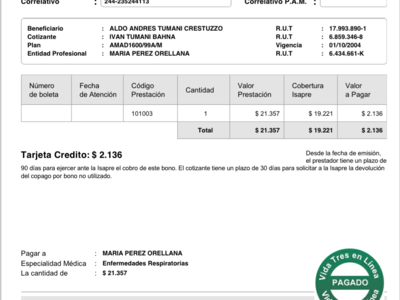 Correlativo : 244-235244113 Correlativo P.A.M. :
Beneficiario : ALDO ANDRES TUMANI CRESTUZZO R.U.T : 17.993.890-1
Cotizante : IVAN TUMANI BAHNA R.U.T : 6.859.346-8
Plan : AMAD1600/99A/M Vigencia : 01/10/2004
Entidad Profesional : MARIA PEREZ ORELLANA R.U.T : 6.434.661-K
Número de boleta Fecha de Atención Código Prestación Cantidad Valor Prestación Cobertura Isapre Valor a Pagar
101003 1 $ 21.357 $ 19.221 $ 2.136
Total $ 21.357 $ 19.221 $ 2.136
Tarjeta Credito: $ 2.136
Desde la fecha de emisión,
el prestador tiene un plazo de
90 días para ejercer ante la Isapre el cobro de este bono. El cotizante tiene un plazo de 30 días para solicitar a la Isapre la devolución
del copago por bono no utilizado.
Pagar a : MARIA PEREZ ORELLANA
Especialidad Médica : Enfermedades Respiratorias
La cantidad de : $ 21.357
Vida Tres en Línea
PAGADO